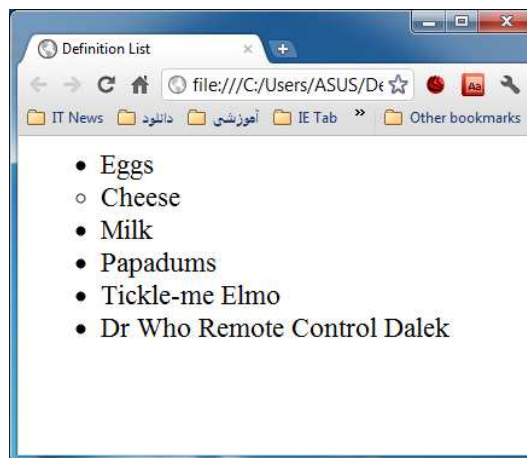 Definition List
file:///C:/Users/ASUS/De
IT News دانلود آموزشی IE Tab » Other bookmarks
Eggs
Cheese
Milk
Papadums
Tickle-me Elmo
Dr Who Remote Control Dalek